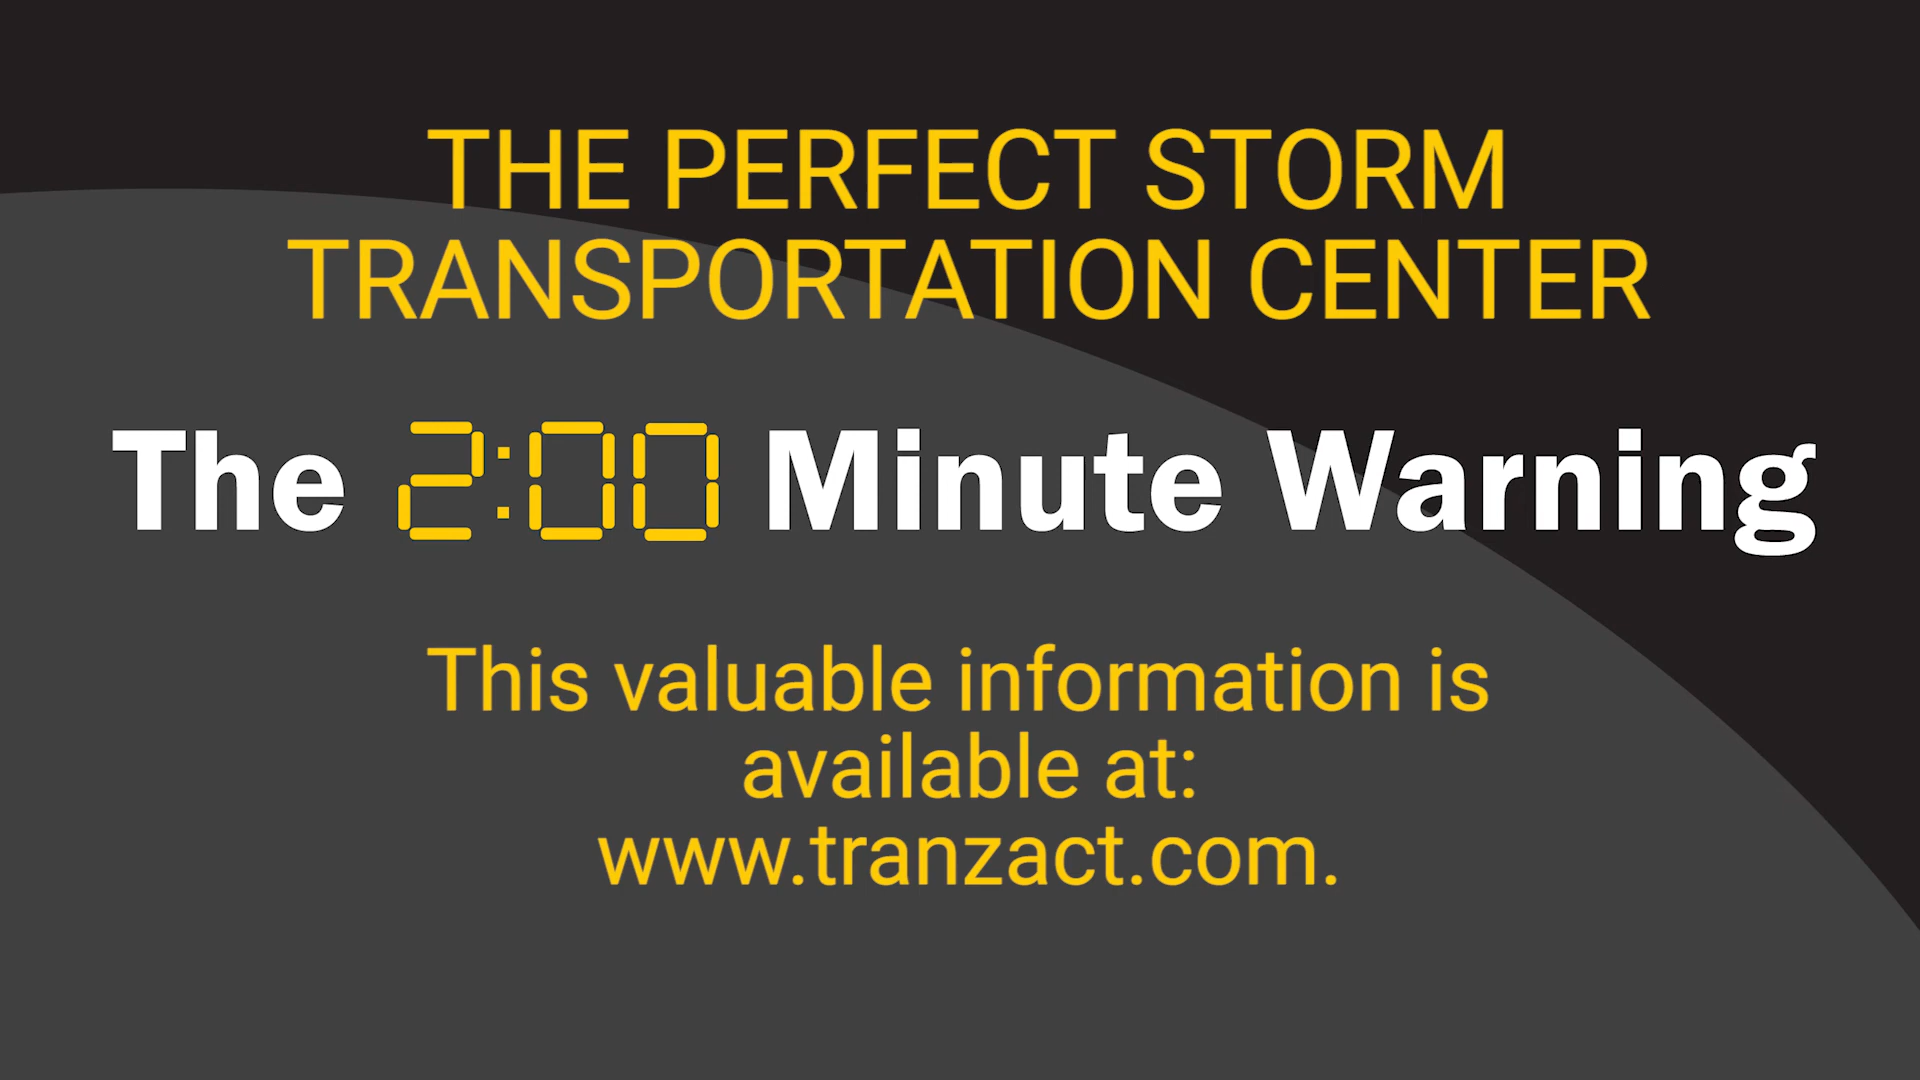 THE PERFECT STORM
TRANSPORTATION CENTER
The 2:00 Minute Warning
This valuable information is
available at:
www.tranzact.com.